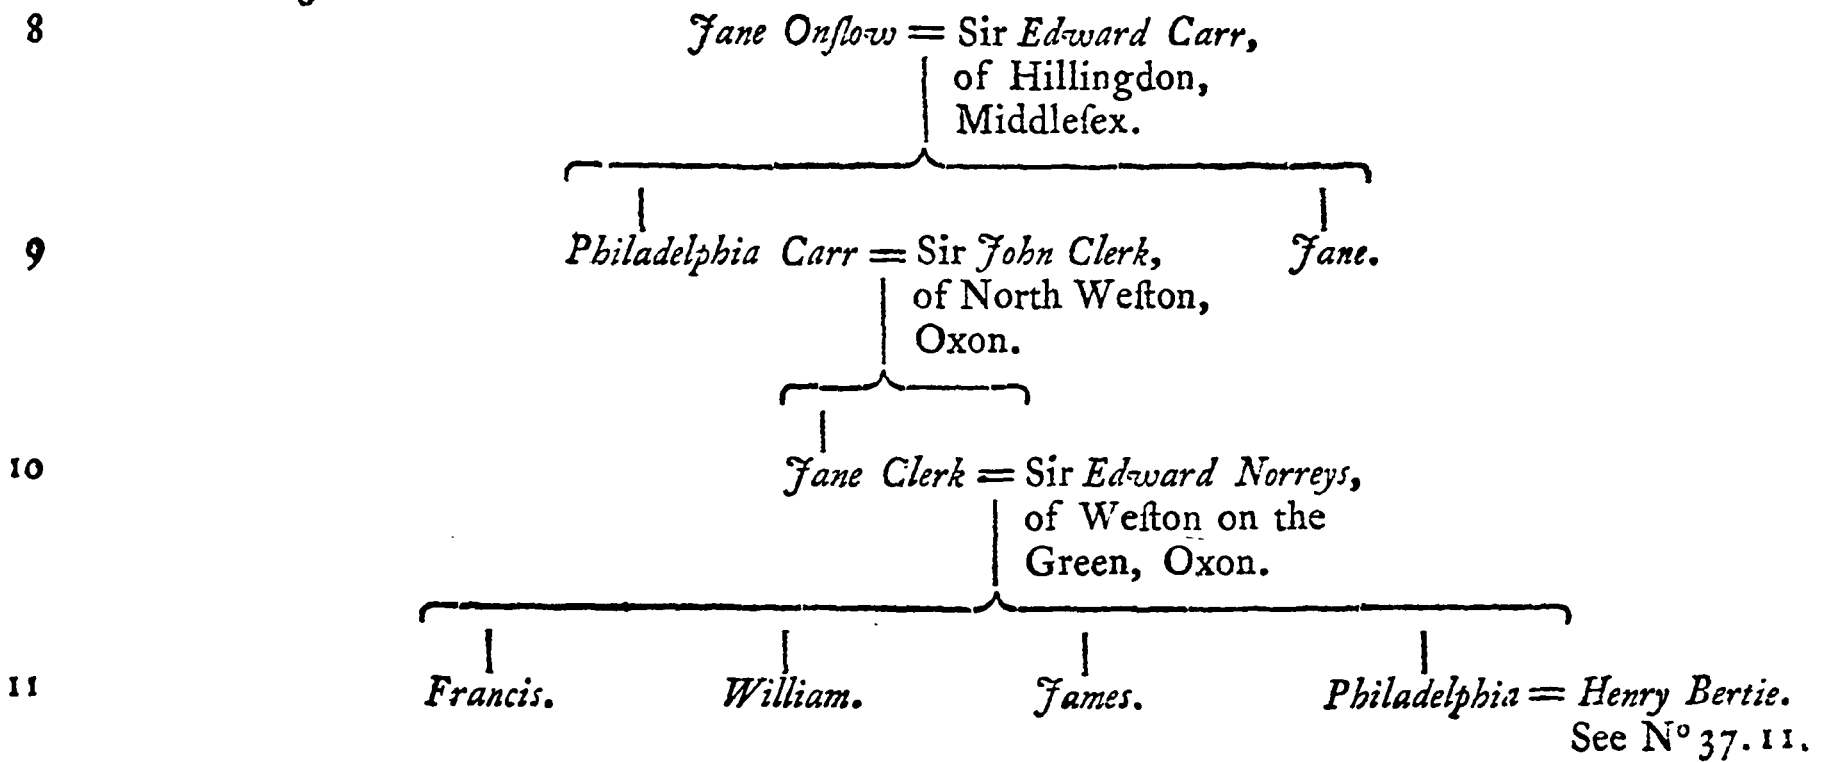 8 Jane Onſlow = Sir Edward Carr,
of Hillingdon,
Middleſex.
9 Philadelphia Carr = Sir John Clerk, Jane.
of North Weſton,
Oxon.
10 Jane Clerk = Sir Edward Norreys,
of Weſton on the
Green, Oxon.
11 Francis. William. James. Philadelphia = Henry Bertie.
See Nº 37. 11.